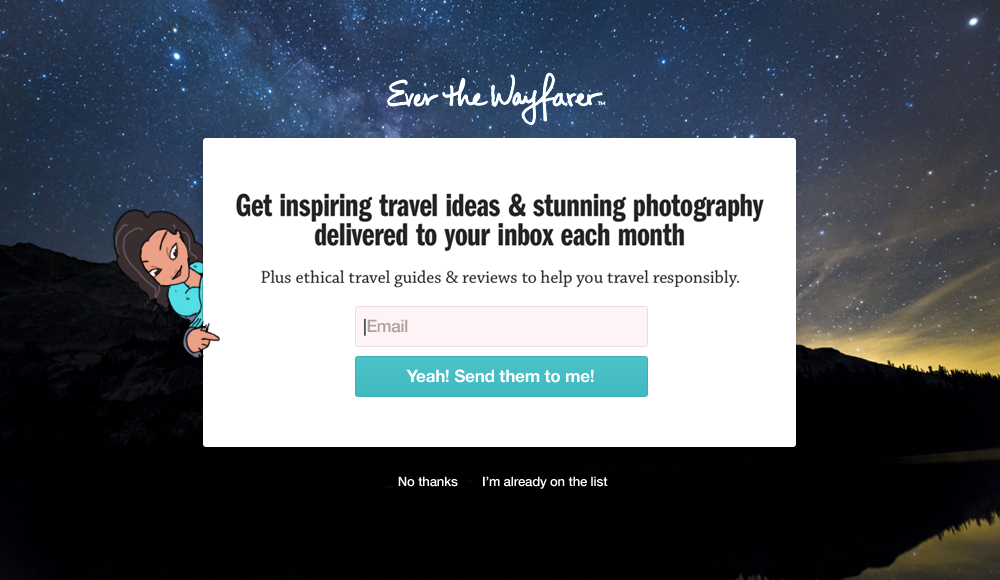 Ever the Wayfarer™
Get inspiring travel ideas & stunning photography
delivered to your inbox each month
Plus ethical travel guides & reviews to help you travel responsibly.
Email
Yeah! Send them to me!
No thanks
I'm already on the list